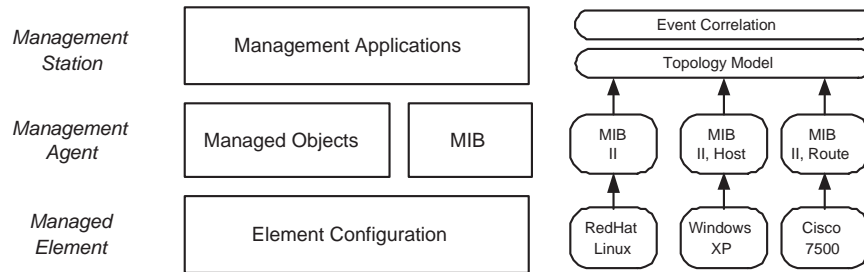 Management
Station
Management Applications
Event Correlation
Topology Model
Management
Agent
Managed Objects
MIB
MIB
II
MIB
II, Host
MIB
II, Route
Managed
Element
Element Configuration
RedHat
Linux
Windows
XP
Cisco
7500